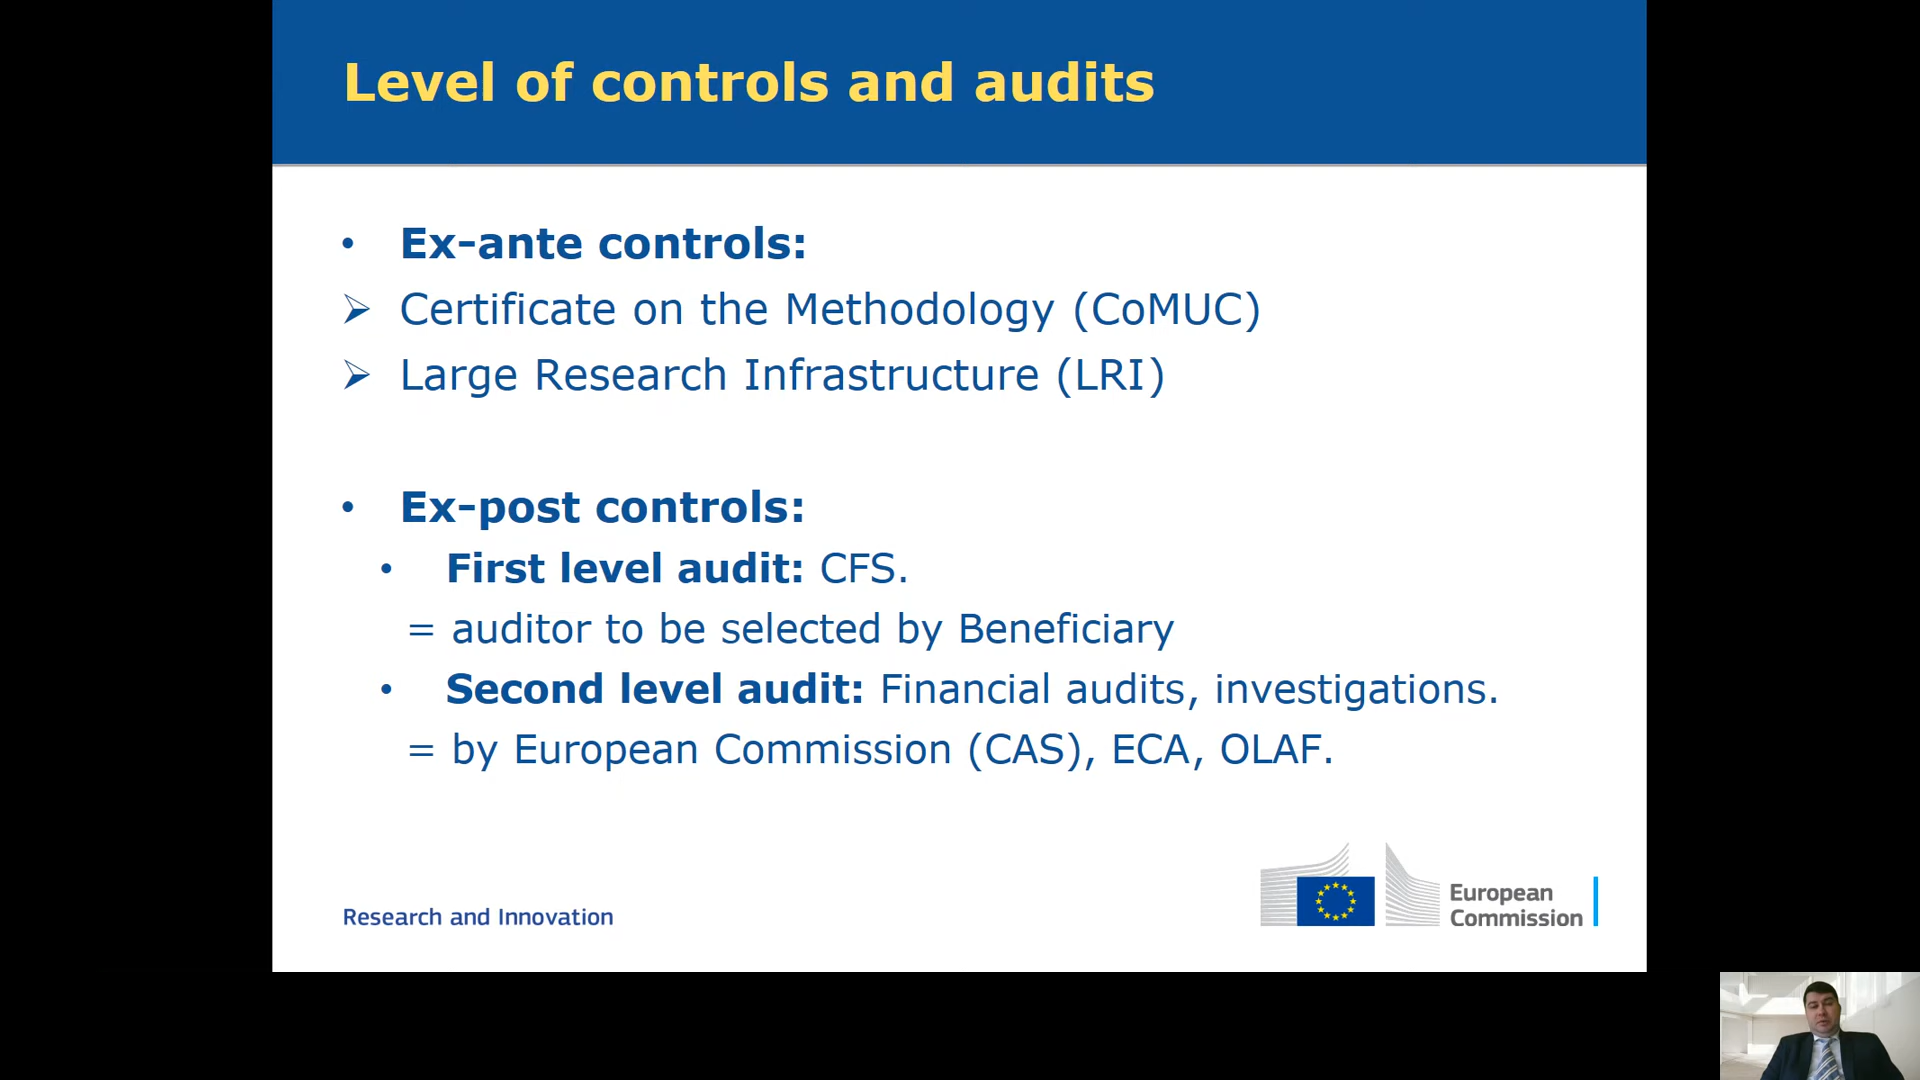 Level of controls and audits
• Ex-ante controls:
➢ Certificate on the Methodology (CoMUC)
➢ Large Research Infrastructure (LRI)
• Ex-post controls:
• First level audit: CFS.
= auditor to be selected by Beneficiary
• Second level audit: Financial audits, investigations.
= by European Commission (CAS), ECA, OLAF.
Research and Innovation
European
Commission